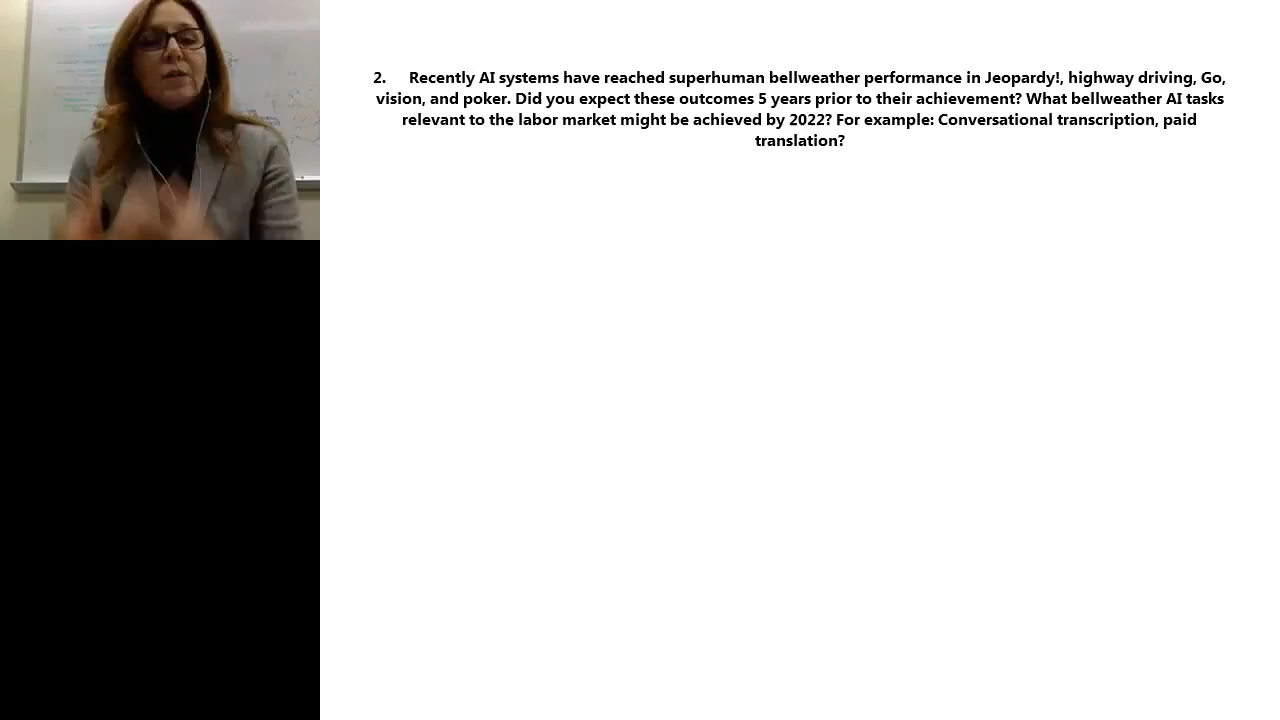 2. Recently AI systems have reached superhuman bellweather performance in Jeopardy!, highway driving, Go,
vision, and poker. Did you expect these outcomes 5 years prior to their achievement? What bellweather AI tasks
relevant to the labor market might be achieved by 2022? For example: Conversational transcription, paid
translation?